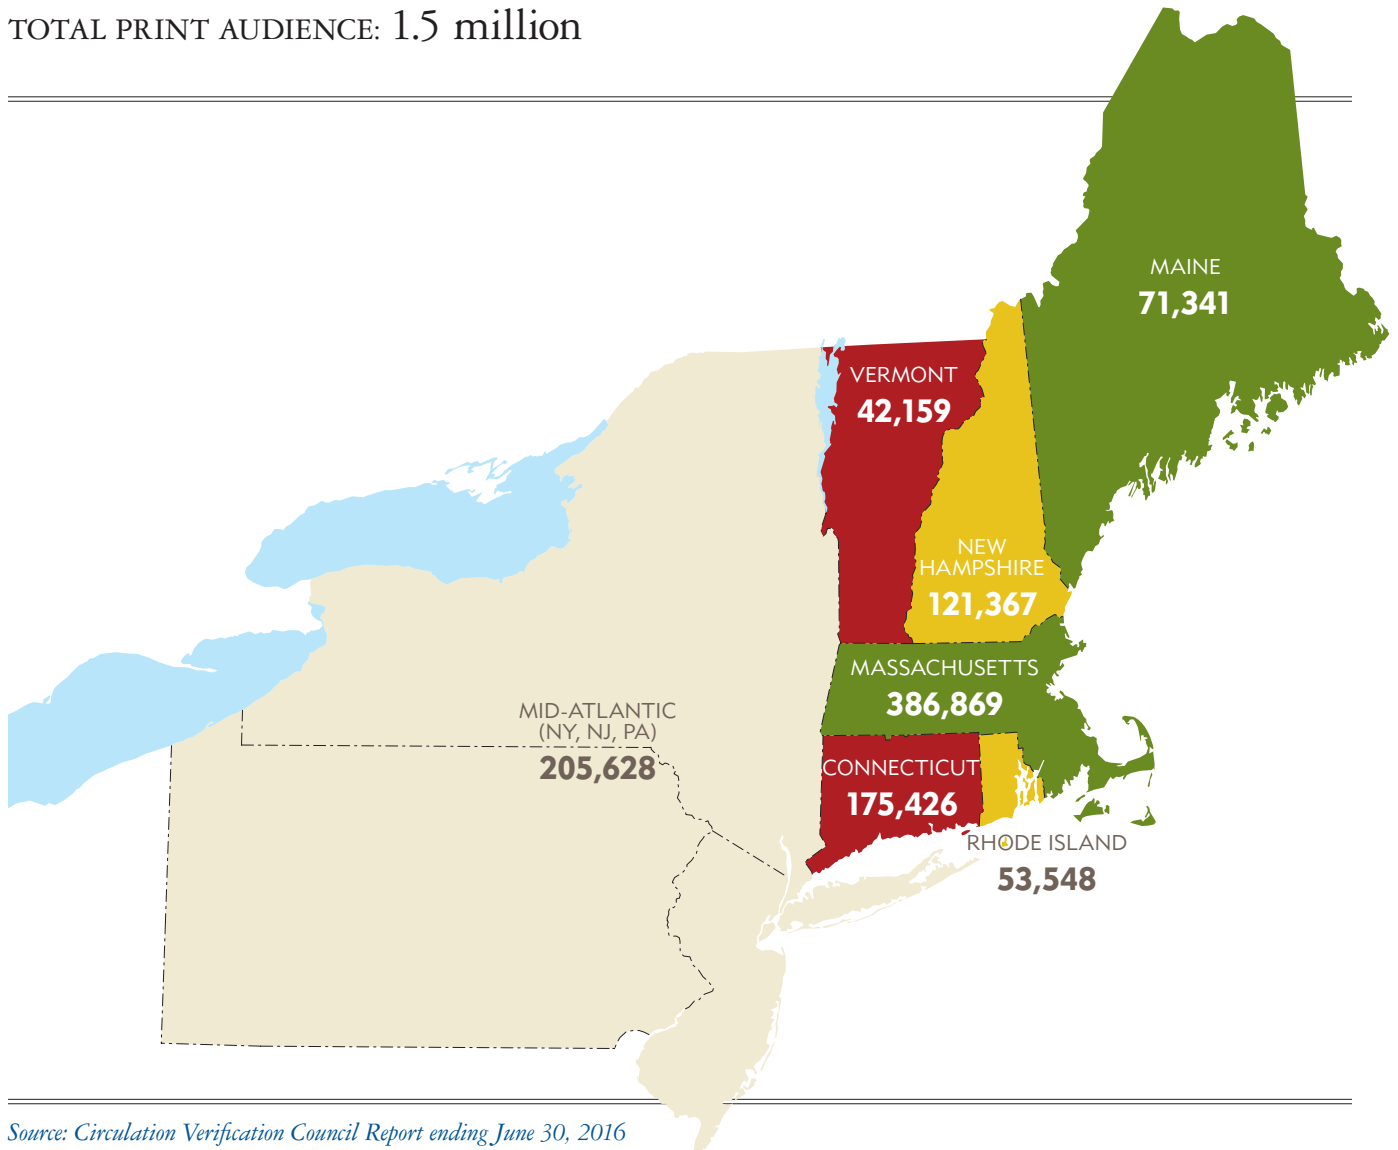 TOTAL PRINT AUDIENCE: 1.5 million
MAINE
71,341
VERMONT
42,159
NEW
HAMPSHIRE
121,367
MASSACHUSETTS
386,869
MID-ATLANTIC
(NY, NJ, PA)
205,628
CONNECTICUT
175,426
RHODE ISLAND
53,548
Source: Circulation Verification Council Report ending June 30, 2016